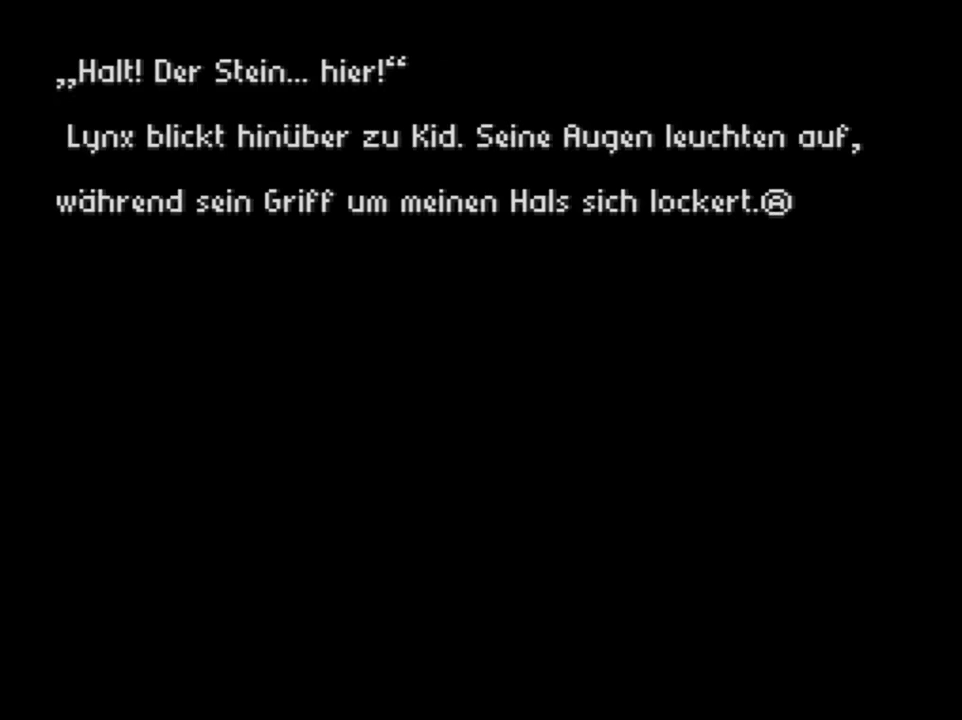 „Halt! Der Stein... hier!“
Lynx blickt hinüber zu Kid. Seine Augen leuchten auf,
während sein Griff um meinen Hals sich lockert.Ⓐ